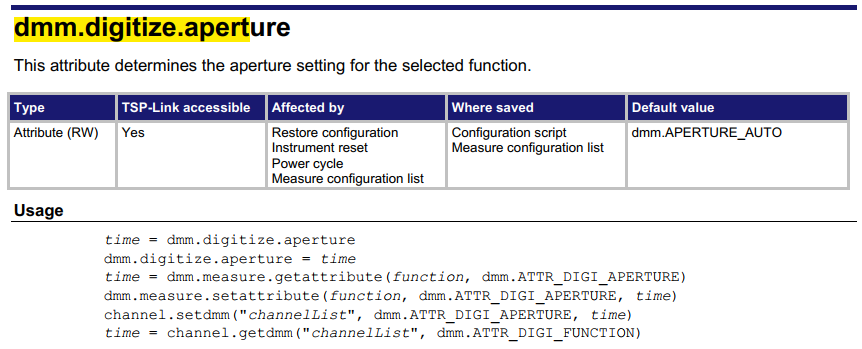 dmm.digitize.aperture
This attribute determines the aperture setting for the selected function.
Type TSP-Link accessible Affected by Where saved Default value
Attribute (RW) Yes Restore configuration Configuration script dmm.APERTURE_AUTO
Instrument reset Measure configuration list
Power cycle
Measure configuration list
Usage
time = dmm.digitize.aperture
dmm.digitize.aperture = time
time = dmm.measure.getattribute(function, dmm.ATTR_DIGI_APERTURE)
dmm.measure.setattribute(function, dmm.ATTR_DIGI_APERTURE, time)
channel.setdmm("channelList", dmm.ATTR_DIGI_APERTURE, time)
time = channel.getdmm("channelList", dmm.ATTR_DIGI_FUNCTION)